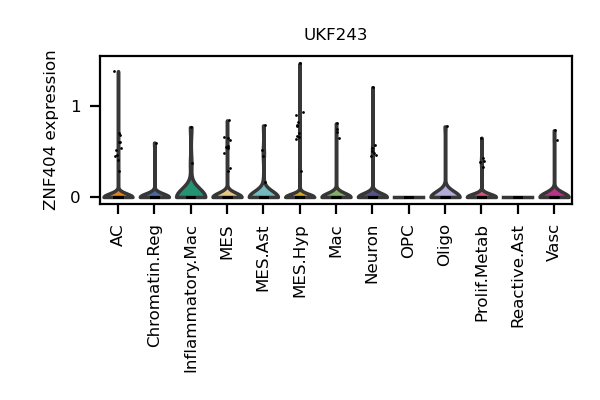 UKF243
ZNF404 expression
1
0
AC
Chromatin.Reg
Inflammatory.Mac
MES
MES.Ast
MES.Hyp
Mac
Neuron
OPC
Oligo
Prolif.Metab
Reactive.Ast
Vasc